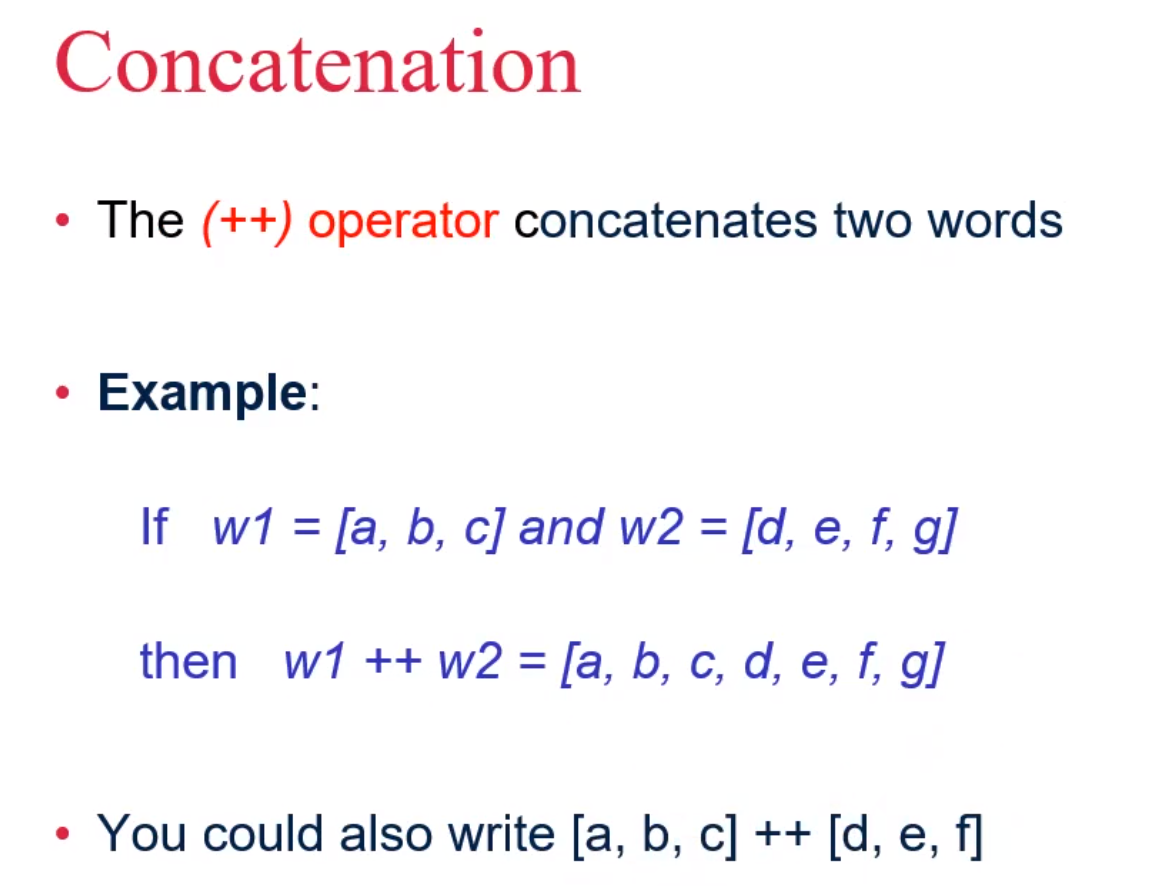 Concatenation
• The (++) operator concatenates two words
• Example:
If w1 = [a, b, c] and w2 = [d, e, f, g]
then w1 ++ w2 = [a, b, c, d, e, f, g]
• You could also write [a, b, c] ++ [d, e, f]